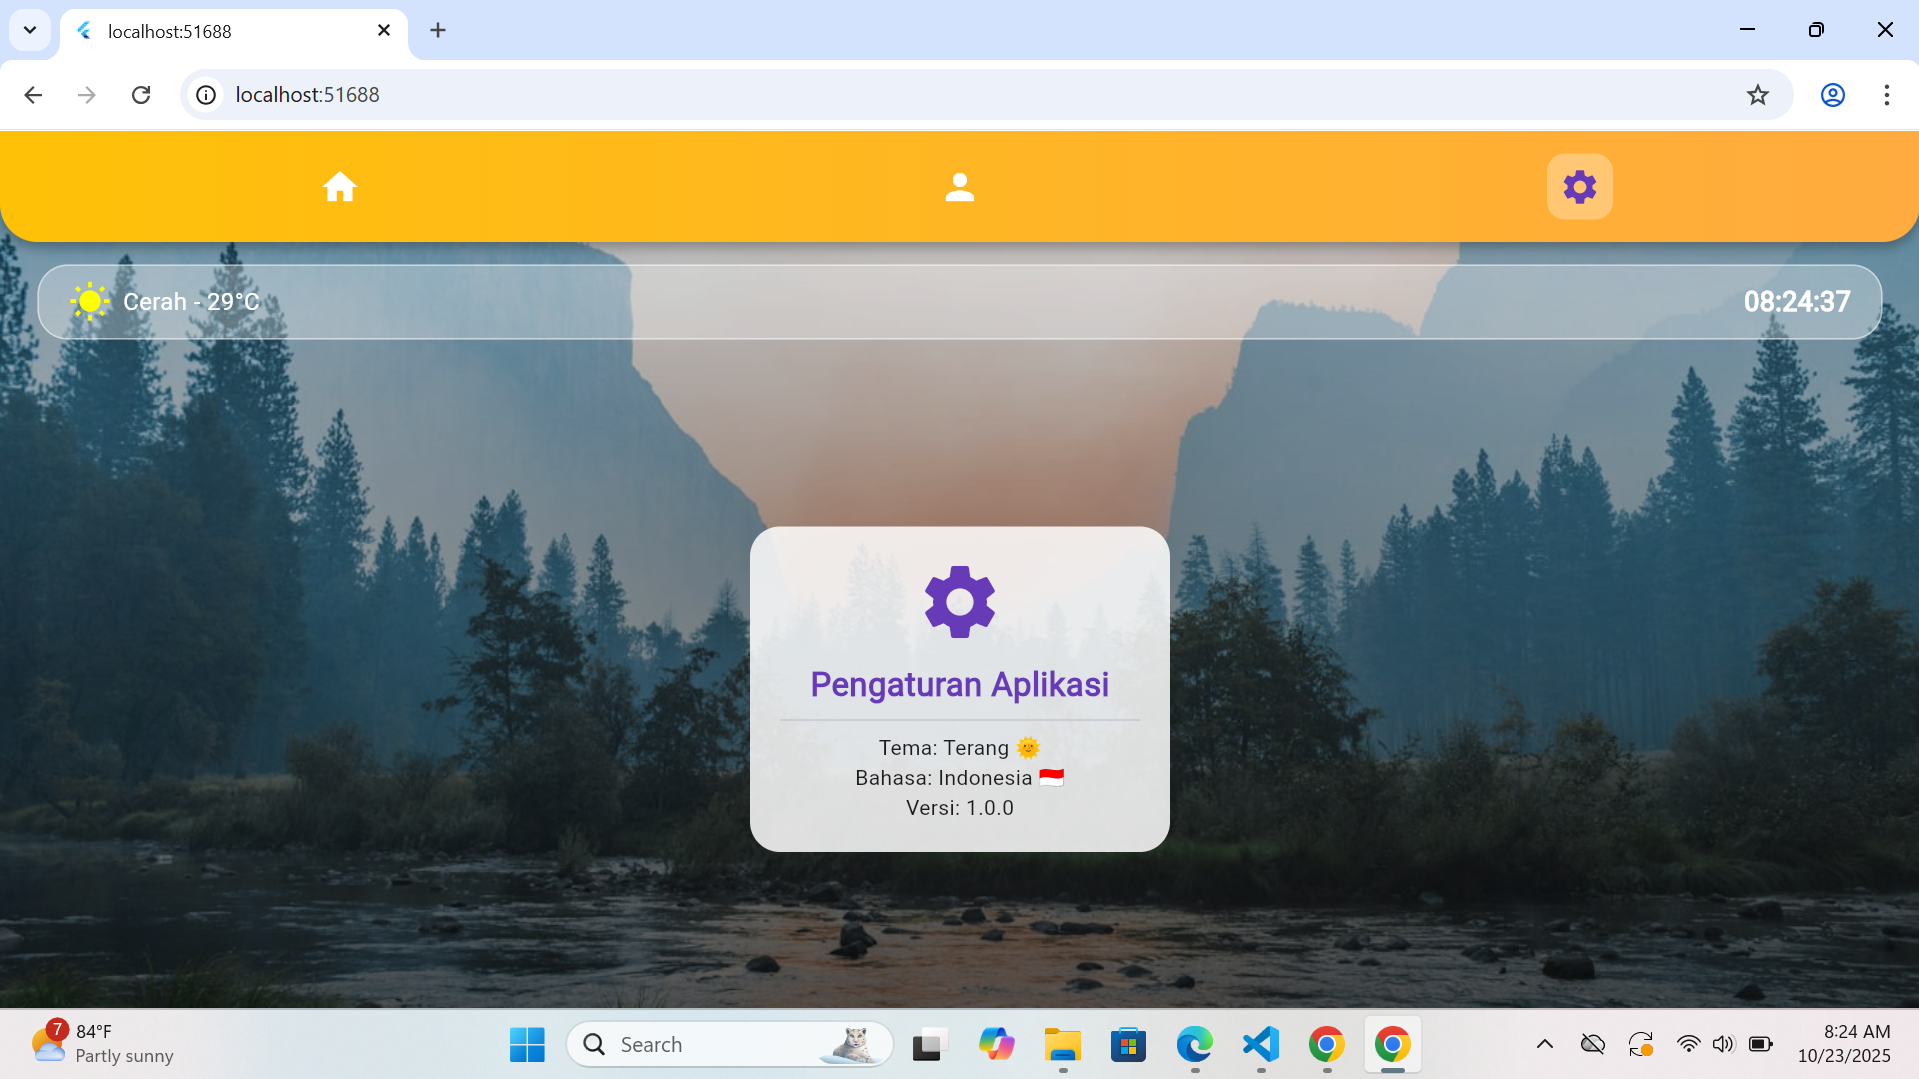 localhost:51688
localhost:51688
Cerah - 29°C
08:24:37
Pengaturan Aplikasi
Tema: Terang 🌞
Bahasa: Indonesia 🇮🇩
Versi: 1.0.0
7
84°F
Partly sunny
Search
8:24 AM
10/23/2025